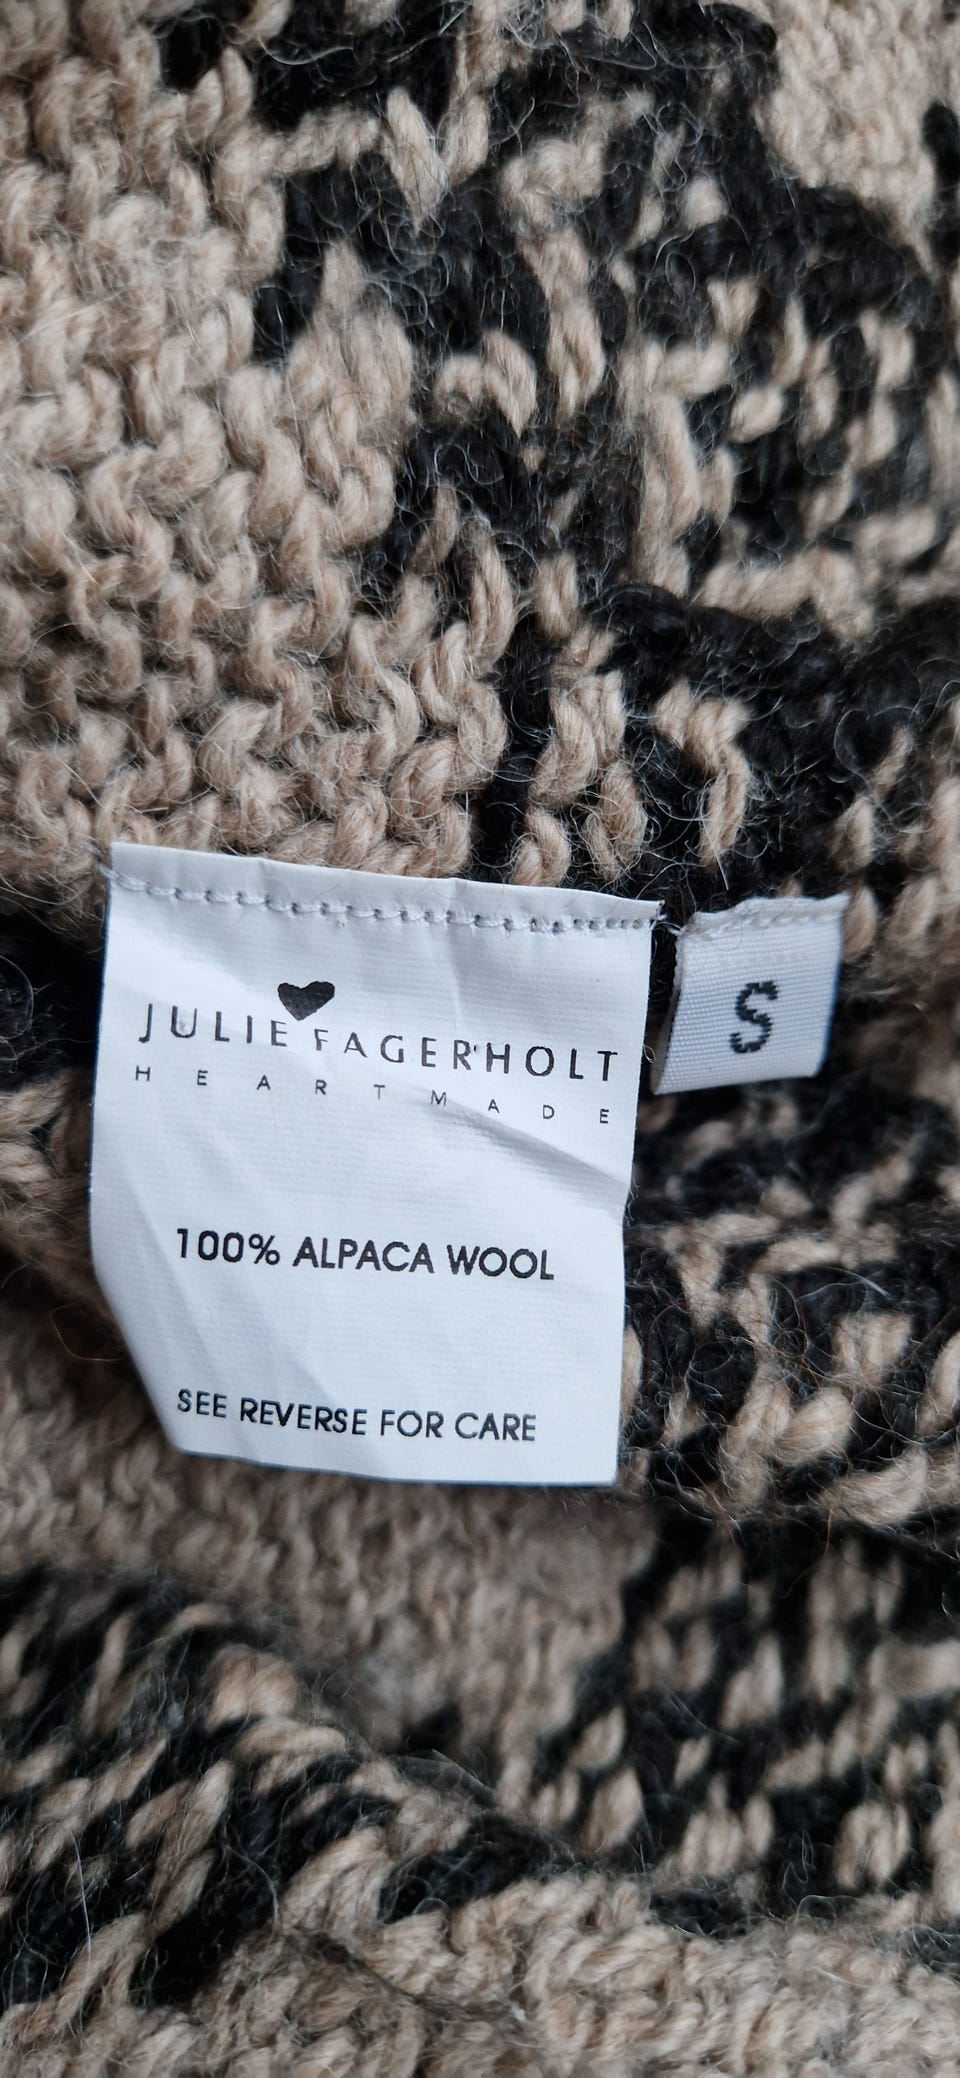 JULIE FAGERHOLT
HEARTMADE
S
100% ALPACA WOOL
SEE REVERSE FOR CARE